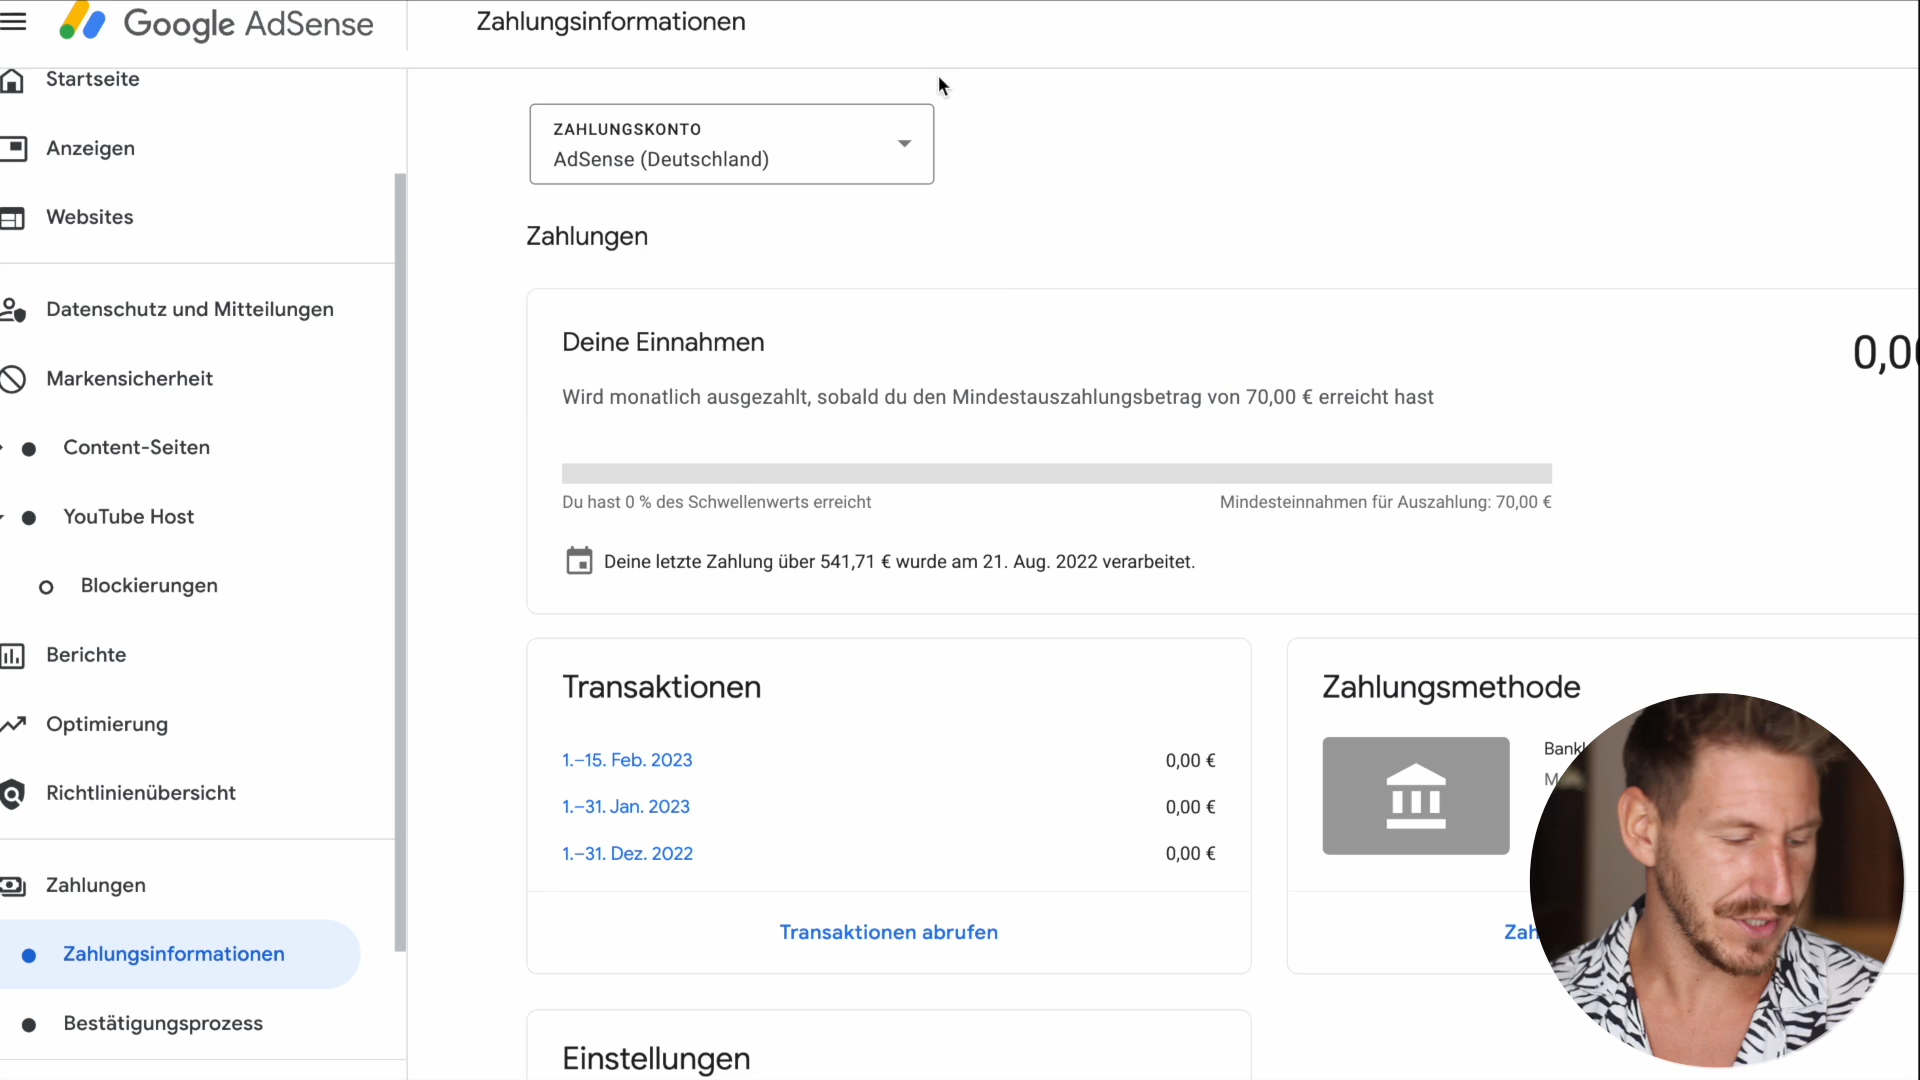 Google AdSense
Zahlungsinformationen
Startseite
Anzeigen
Websites
Datenschutz und Mitteilungen
Markensicherheit
Content-Seiten
YouTube Host
Blockierungen
Berichte
Optimierung
Richtlinienübersicht
Zahlungen
Zahlungsinformationen
Bestätigungsprozess
ZAHLUNGSKONTO
AdSense (Deutschland)
Zahlungen
Deine Einnahmen
0,0
Wird monatlich ausgezahlt, sobald du den Mindestauszahlungsbetrag von 70,00 € erreicht hast
Du hast 0 % des Schwellenwerts erreicht
Mindesteinnahmen für Auszahlung: 70,00 €
Deine letzte Zahlung über 541,71 € wurde am 21. Aug. 2022 verarbeitet.
Transaktionen
1.–15. Feb. 2023 0,00 €
1.–31. Jan. 2023 0,00 €
1.–31. Dez. 2022 0,00 €
Transaktionen abrufen
Zahlungsmethode
Einstellungen